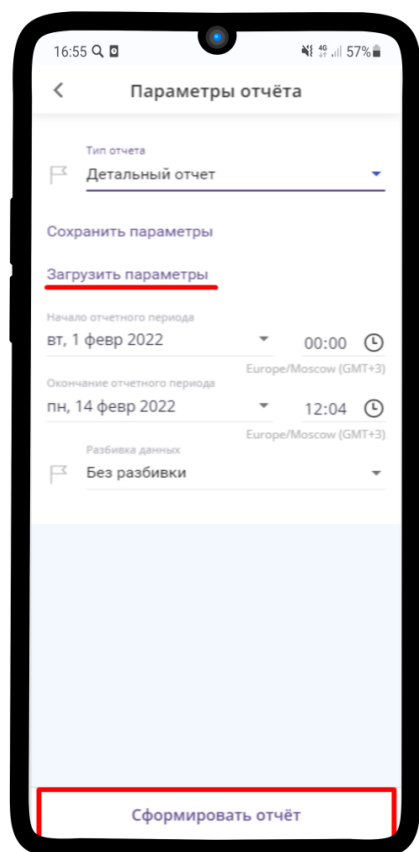 16:55
4G 57%
Параметры отчёта
Тип отчета
Детальный отчет
Сохранить параметры
Загрузить параметры
Начало отчетного периода
вт, 1 февр 2022 00:00
Europe/Moscow (GMT+3)
Окончание отчетного периода
пн, 14 февр 2022 12:04
Europe/Moscow (GMT+3)
Разбивка данных
Без разбивки
Сформировать отчёт